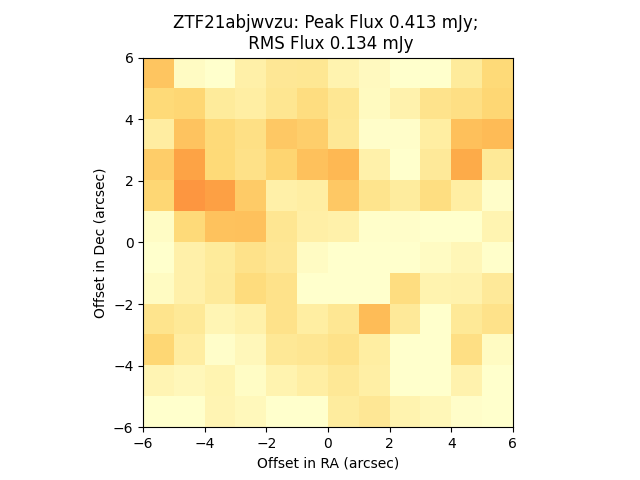 ZTF21abjwvzu: Peak Flux 0.413 mJy;
RMS Flux 0.134 mJy
6
4
2
0
−2
−4
−6
Offset in Dec (arcsec)
−6 −4 −2 0 2 4 6
Offset in RA (arcsec)